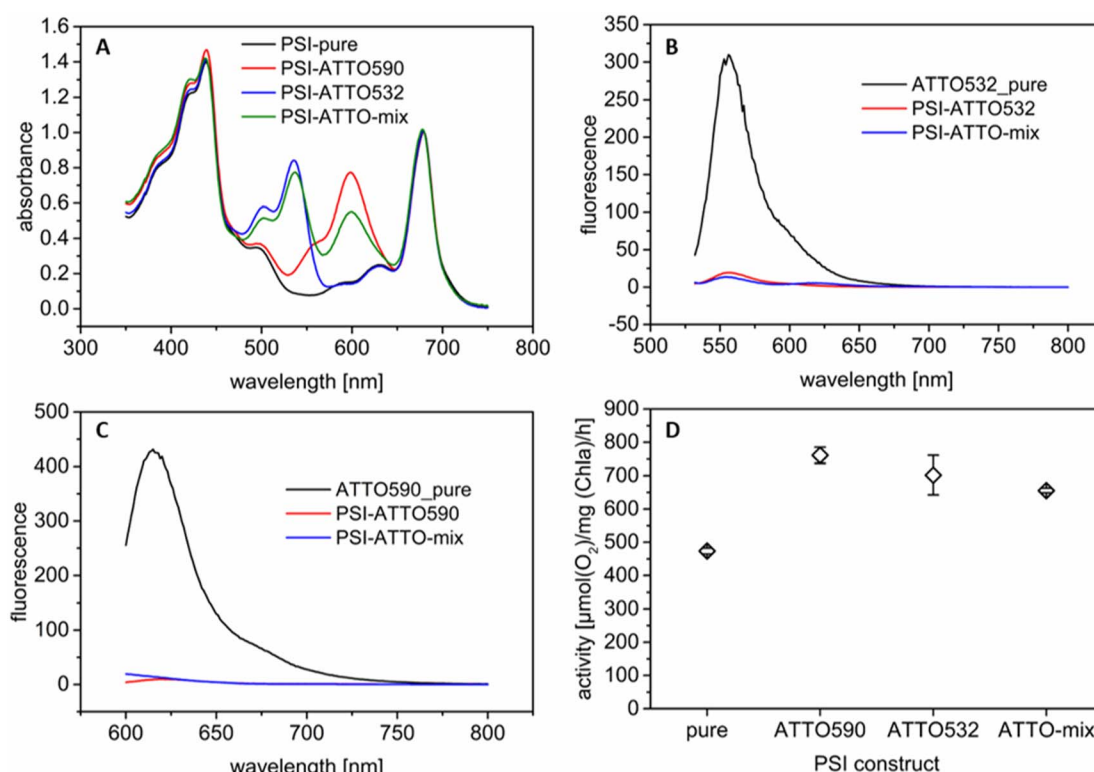 A
PSI-pure
PSI-ATTO590
PSI-ATTO532
PSI-ATTO-mix
absorbance
1.6
1.4
1.2
1.0
0.8
0.6
0.4
0.2
0.0
300 400 500 600 700 800
wavelength [nm]
B
ATTO532_pure
PSI-ATTO532
PSI-ATTO-mix
fluorescence
350
300
250
200
150
100
50
0
-50
500 550 600 650 700 750 800
wavelength [nm]
C
ATTO590_pure
PSI-ATTO590
PSI-ATTO-mix
fluorescence
500
400
300
200
100
0
600 650 700 750 800
wavelength [nm]
D
activity [µmol(O₂)/mg (Chla)/h]
900
800
700
600
500
400
300
200
100
0
pure ATTO590 ATTO532 ATTO-mix
PSI construct